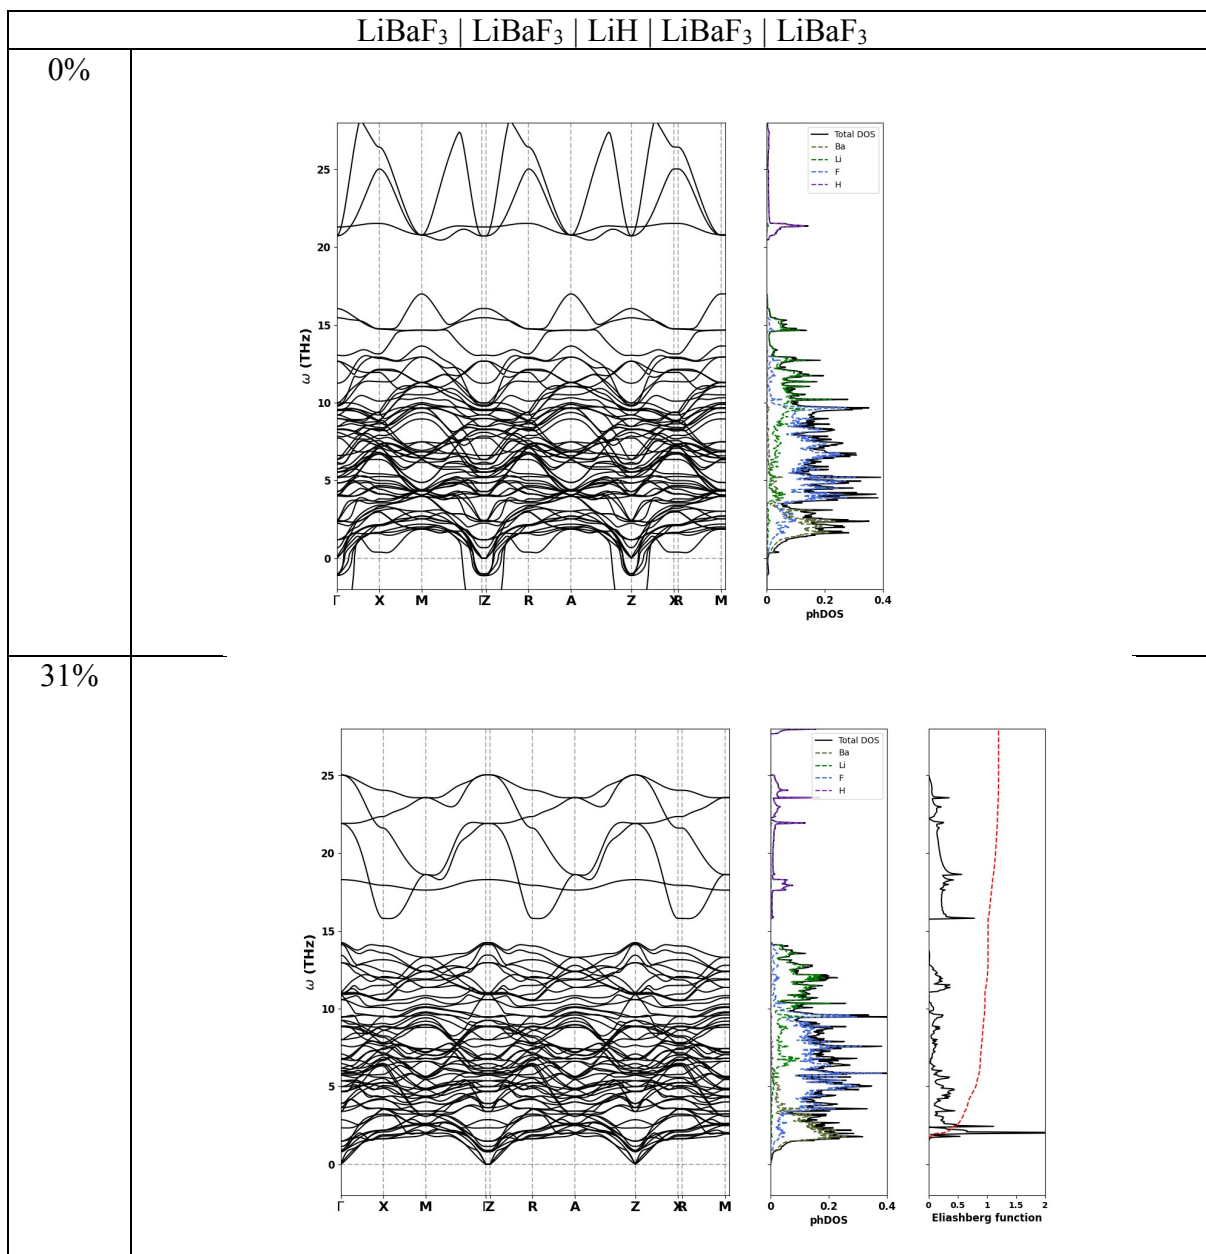 LiBaF₃ | LiBaF₃ | LiH | LiBaF₃ | LiBaF₃
0%
ω (THz)
25
20
15
10
5
0
Γ X M Γ Z R A Z X R M
Total DOS
Ba
Li
F
H
0 0.2 0.4
phDOS
31%
ω (THz)
25
20
15
10
5
0
Γ X M Γ Z R A Z X R M
Total DOS
Ba
Li
F
H
0 0.2 0.4
phDOS
0 0.5 1 1.5 2
Eliashberg function